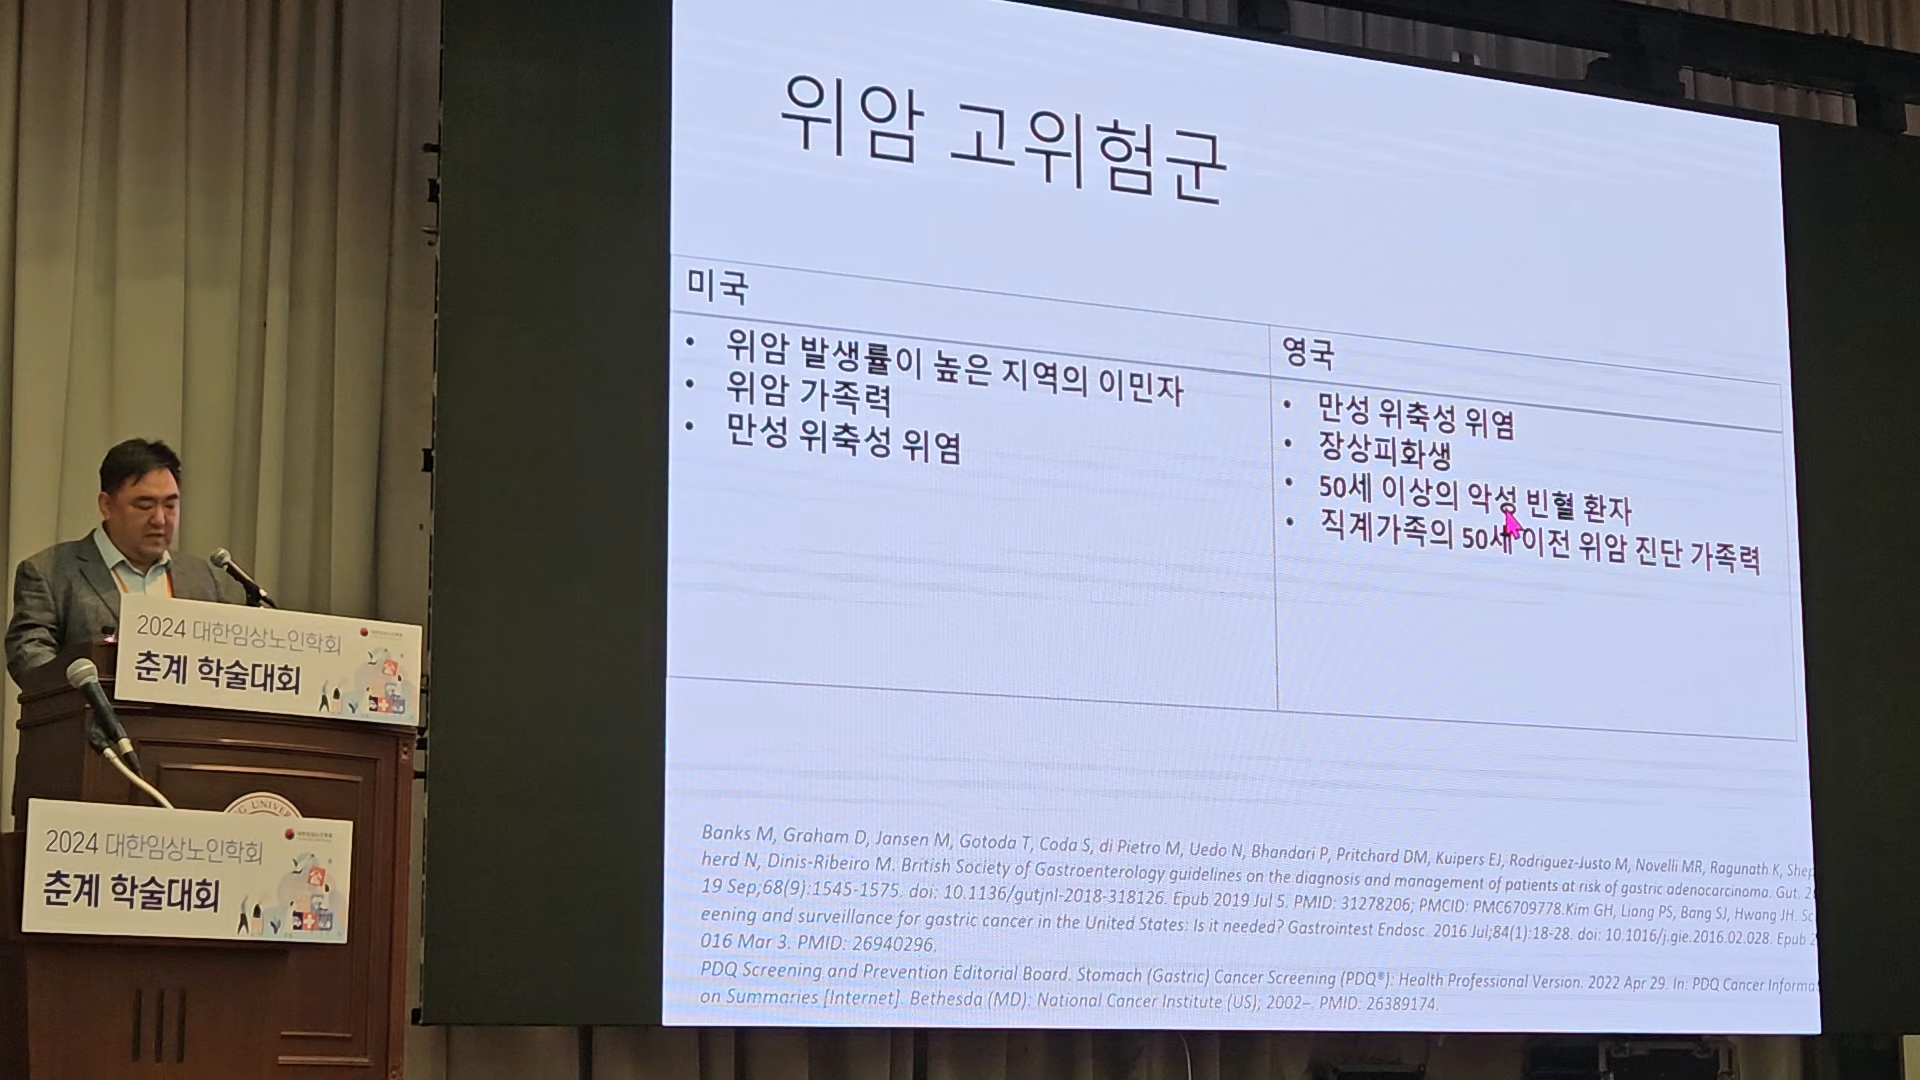 위암 고위험군
미국
• 위암 발생률이 높은 지역의 이민자
• 위암 가족력
• 만성 위축성 위염
영국
• 만성 위축성 위염
• 장상피화생
• 50세 이상의 악성 빈혈 환자
• 직계가족의 50세 이전 위암 진단 가족력
Banks M, Graham D, Jansen M, Gotoda T, Coda S, di Pietro M, Uedo N, Bhandari P, Pritchard DM, Kuipers EJ, Rodriguez-Justo M, Novelli MR, Ragunath K, Shep
herd N, Dinis-Ribeiro M. British Society of Gastroenterology guidelines on the diagnosis and management of patients at risk of gastric adenocarcinoma. Gut. 2
19 Sep;68(9):1545-1575. doi: 10.1136/gutjnl-2018-318126. Epub 2019 Jul 5. PMID: 31278206; PMCID: PMC6709778.Kim GH, Liang PS, Bang SJ, Hwang JH. Sc
eening and surveillance for gastric cancer in the United States: Is it needed? Gastrointest Endosc. 2016 Jul;84(1):18-28. doi: 10.1016/j.gie.2016.02.028. Epub 2
016 Mar 3. PMID: 26940296.
PDQ Screening and Prevention Editorial Board. Stomach (Gastric) Cancer Screening (PDQ®): Health Professional Version. 2022 Apr 29. In: PDQ Cancer Informa
on Summaries [Internet]. Bethesda (MD): National Cancer Institute (US); 2002–. PMID: 26389174.
2024 대한임상노인학회
춘계 학술대회
G UNIVER
2024 대한임상노인학회
춘계 학술대회